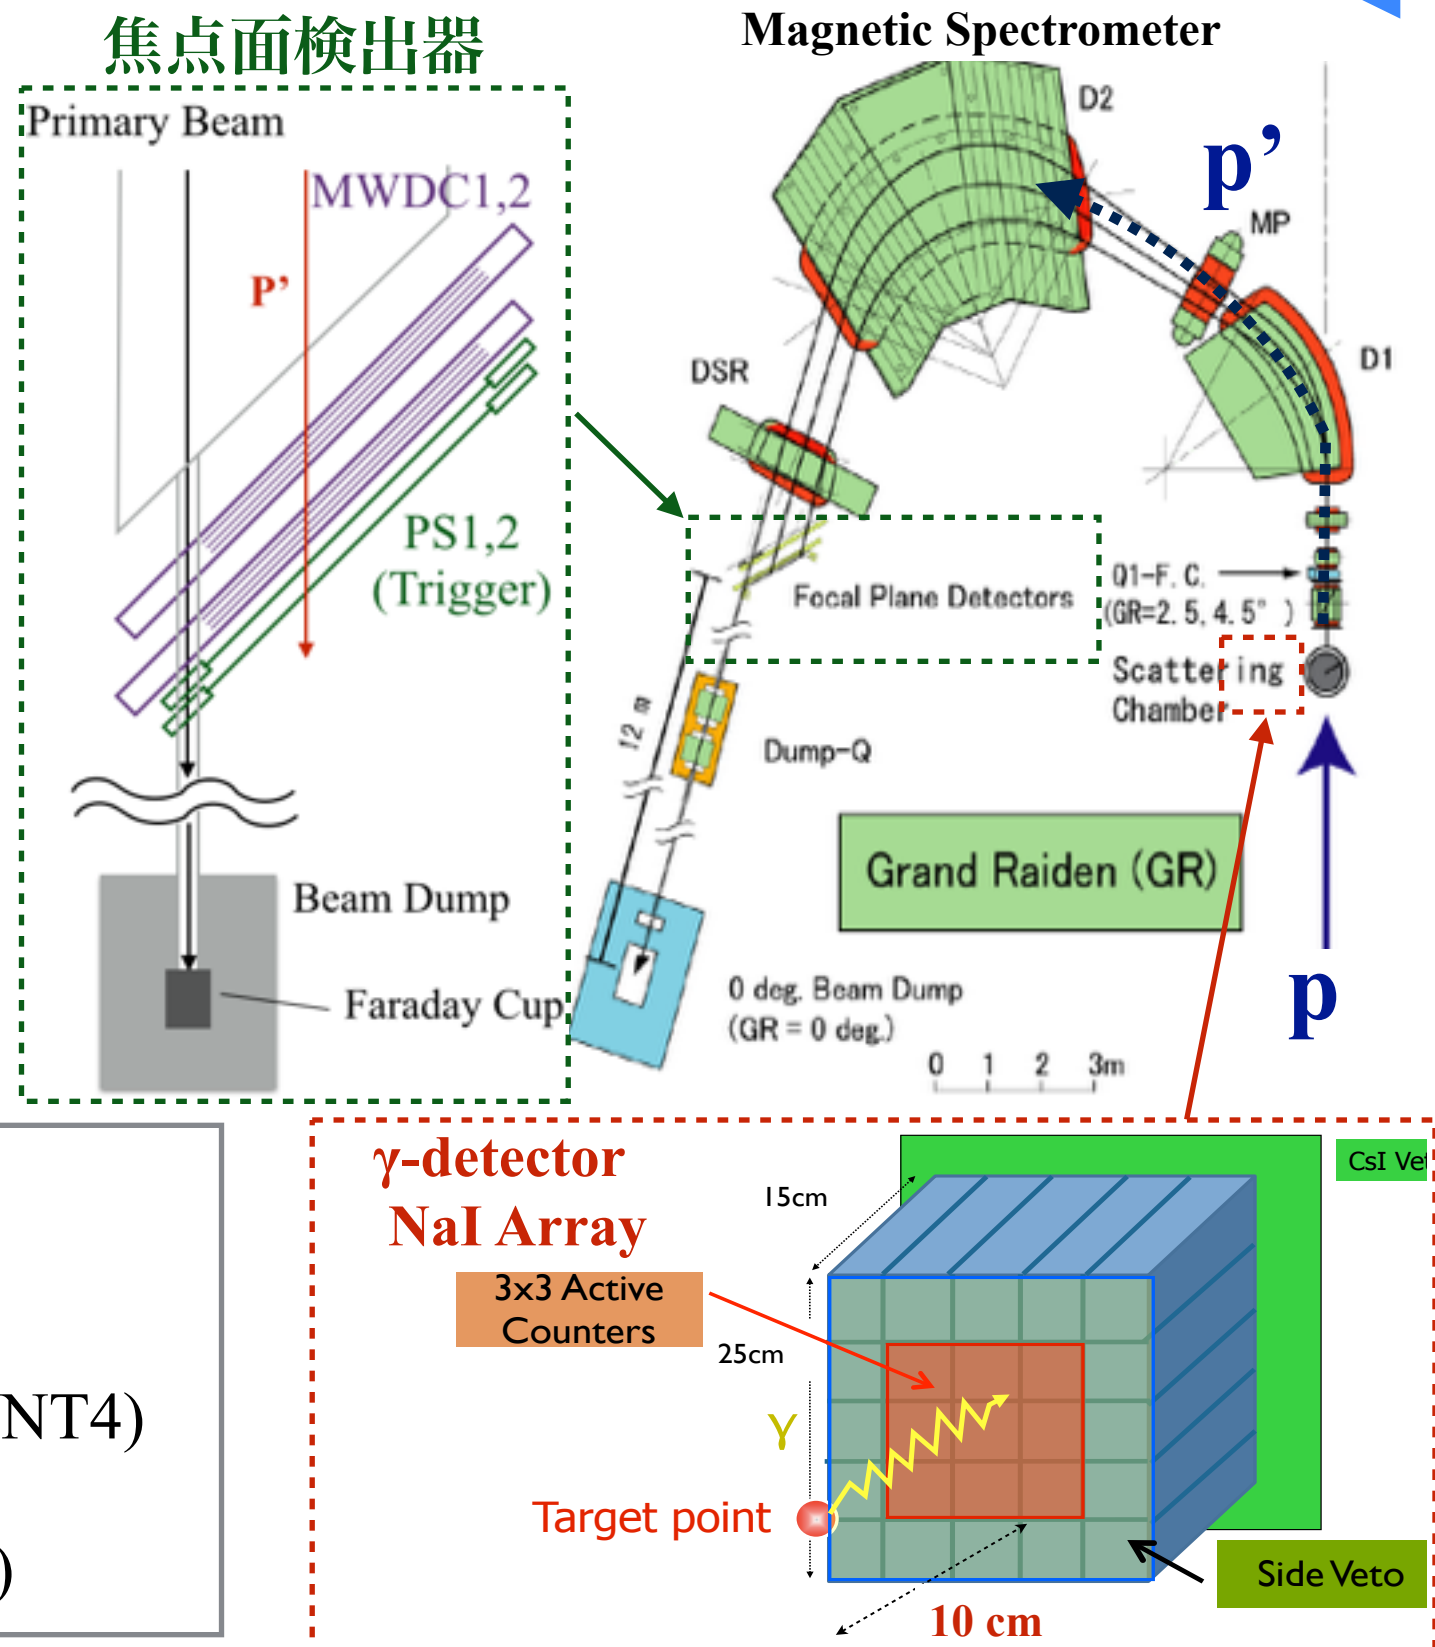 焦点面検出器
Primary Beam
MWDC1,2
P’
PS1,2
(Trigger)
Beam Dump
Faraday Cup
Magnetic Spectrometer
D2
p’
MP
D1
DSR
Focal Plane Detectors
Q1-F. C.
(GR=2.5, 4.5° )
Scattering
Chamber
12 m
Dump-Q
Grand Raiden (GR)
p
0 deg. Beam Dump
(GR = 0 deg.)
0 1 2 3m
NT4)
)
γ-detector
NaI Array
3x3 Active
Counters
15cm
25cm
γ
Target point
10 cm
CsI Vet
Side Veto